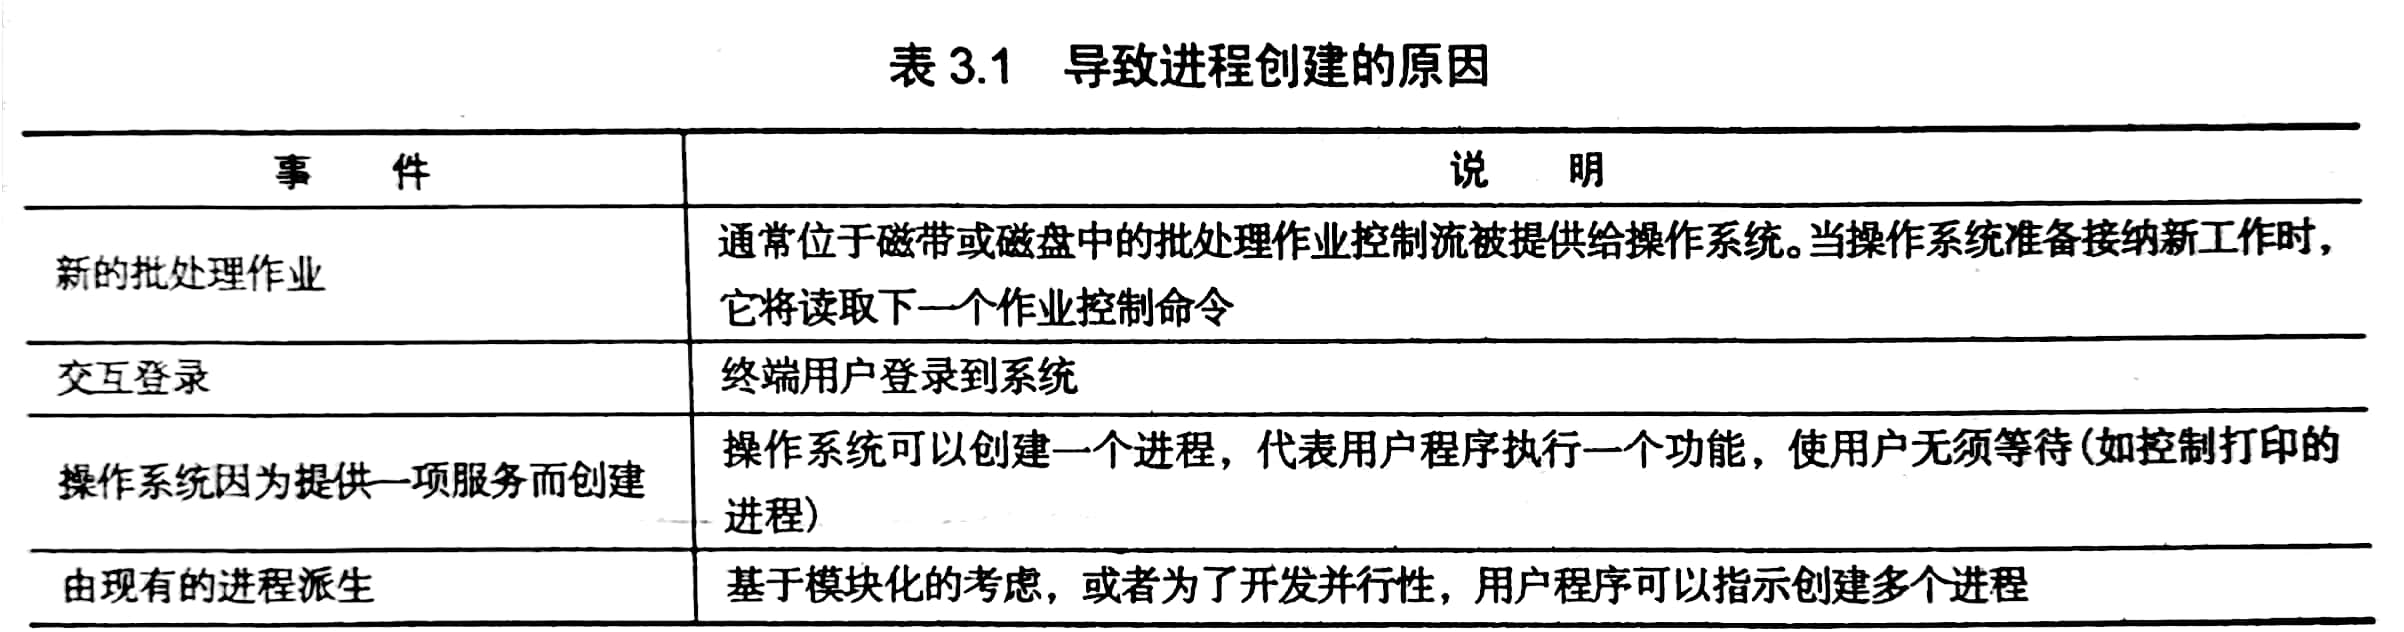 表 3.1 导致进程创建的原因
事 件
说 明
新的批处理作业
通常位于磁带或磁盘中的批处理作业控制流被提供给操作系统。当操作系统准备接纳新工作时，
它将读取下一个作业控制命令
交互登录
终端用户登录到系统
操作系统因为提供一项服务而创建
操作系统可以创建一个进程，代表用户程序执行一个功能，使用户无须等待(如控制打印的
进程)
由现有的进程派生
基于模块化的考虑，或者为了开发并行性，用户程序可以指示创建多个进程